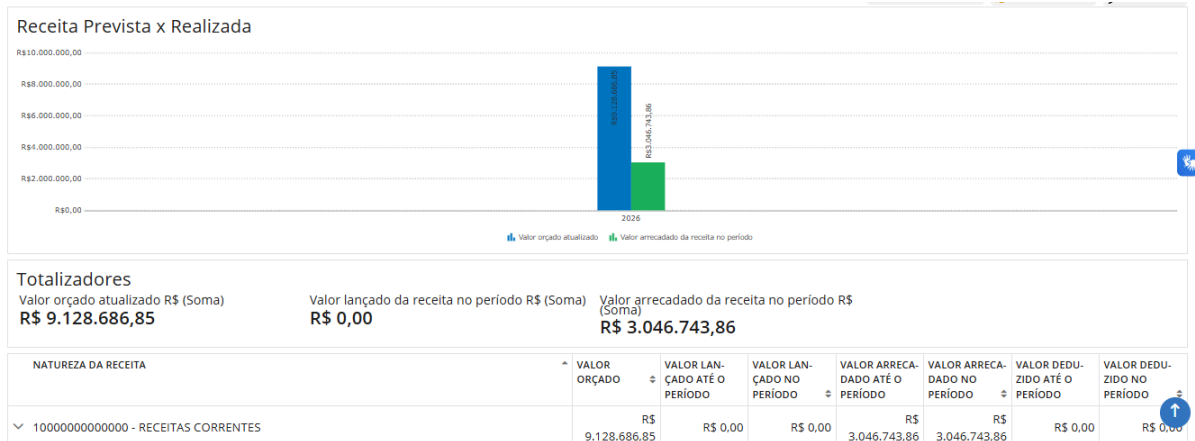 Receita Prevista x Realizada
R$10.000.000,00
R$8.000.000,00
R$6.000.000,00
R$4.000.000,00
R$2.000.000,00
R$0,00
R$9.128.686,85
R$3.046.743,86
2026
Valor orçado atualizado Valor arrecadado da receita no período
Totalizadores
Valor orçado atualizado R$ (Soma)
R$ 9.128.686,85
Valor lançado da receita no período R$ (Soma)
R$ 0,00
Valor arrecadado da receita no período R$
(Soma)
R$ 3.046.743,86
NATUREZA DA RECEITA
VALOR
ORÇADO
VALOR LAN-
ÇADO ATÉ O
PERÍODO
VALOR LAN-
ÇADO NO
PERÍODO
VALOR ARRECA-
DADO ATÉ O
PERÍODO
VALOR ARRECA-
DADO NO
PERÍODO
VALOR DEDU-
ZIDO ATÉ O
PERÍODO
VALOR DEDU-
ZIDO NO
PERÍODO
10000000000000 - RECEITAS CORRENTES
R$
9.128.686,85
R$ 0,00
R$ 0,00
R$
3.046.743,86
R$
3.046.743,86
R$ 0,00
R$ 0,00